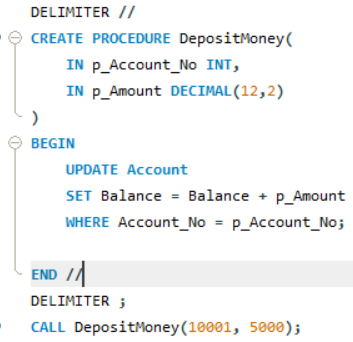 DELIMITER //
CREATE PROCEDURE DepositMoney(
IN p_Account_No INT,
IN p_Amount DECIMAL(12,2)
)
BEGIN
UPDATE Account
SET Balance = Balance + p_Amount
WHERE Account_No = p_Account_No;
END //
DELIMITER ;
CALL DepositMoney(10001, 5000);